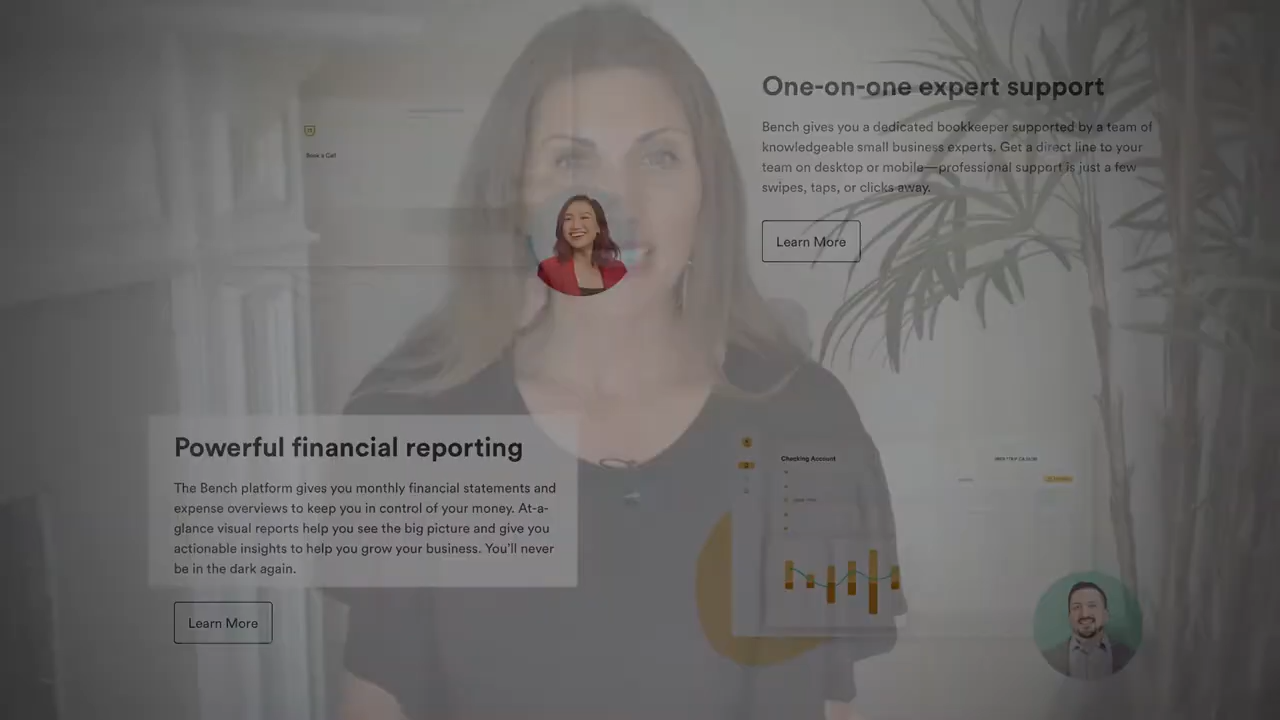 One-on-one expert support
Bench gives you a dedicated bookkeeper supported by a team of
knowledgeable small business experts. Get a direct line to your
team on desktop or mobile—professional support is just a few
swipes, taps, or clicks away.
Learn More
Book a Call
Powerful financial reporting
The Bench platform gives you monthly financial statements and
expense overviews to keep you in control of your money. At-a-
glance visual reports help you see the big picture and give you
actionable insights to help you grow your business. You'll never
be in the dark again.
Learn More
Checking Account